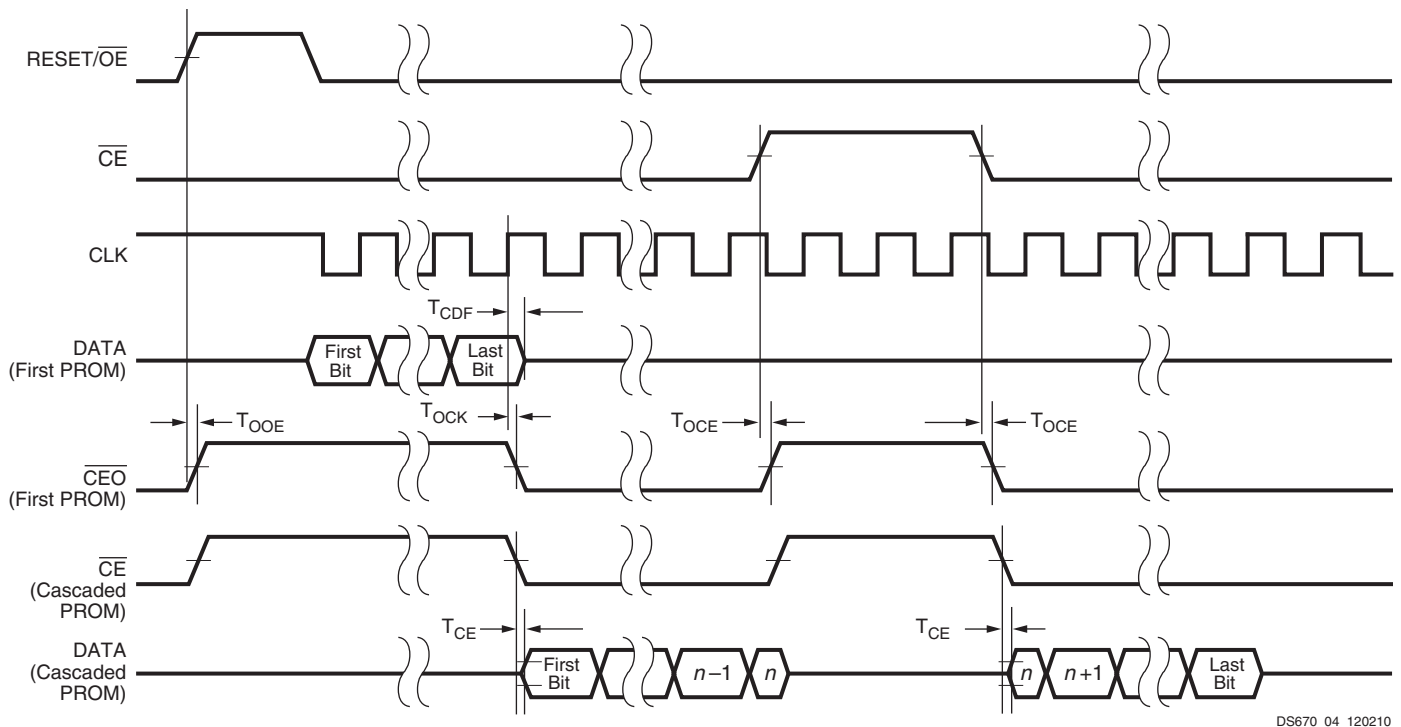 RESET/OE
CE
CLK
T_CDF
DATA
(First PROM)
First
Bit
Last
Bit
T_OOE
T_OCK
T_OCE
T_OCE
CEO
(First PROM)
CE
(Cascaded
PROM)
T_CE
T_CE
DATA
(Cascaded
PROM)
First
Bit
n–1
n
n
n+1
Last
Bit
DS670_04_120210